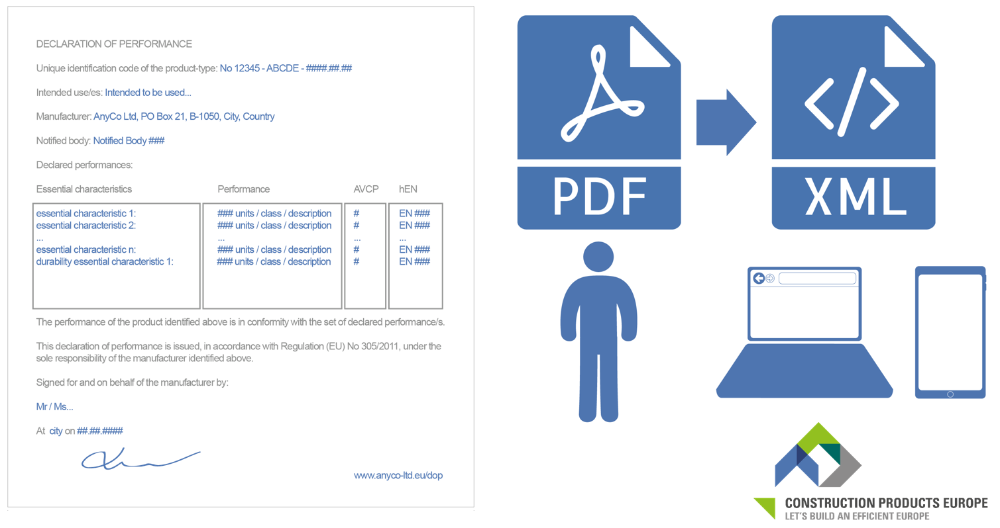 DECLARATION OF PERFORMANCE
Unique identification code of the product-type: No 12345 - ABCDE - ####.##.##
Intended use/es: Intended to be used...
Manufacturer: AnyCo Ltd, PO Box 21, B-1050, City, Country
Notified body: Notified Body ###
Declared performances:
Essential characteristics Performance AVCP hEN
essential characteristic 1: ### units / class / description # EN ###
essential characteristic 2: ### units / class / description # EN ###
... ... ... ...
essential characteristic n: ### units / class / description # EN ###
durability essential characteristic 1: ### units / class / description # EN ###
The performance of the product identified above is in conformity with the set of declared performance/s.
This declaration of performance is issued, in accordance with Regulation (EU) No 305/2011, under the
sole responsibility of the manufacturer identified above.
Signed for and on behalf of the manufacturer by:
Mr / Ms...
At city on ##.##.####
www.anyco-ltd.eu/dop
PDF
</>
XML
CONSTRUCTION PRODUCTS EUROPE
LET'S BUILD AN EFFICIENT EUROPE